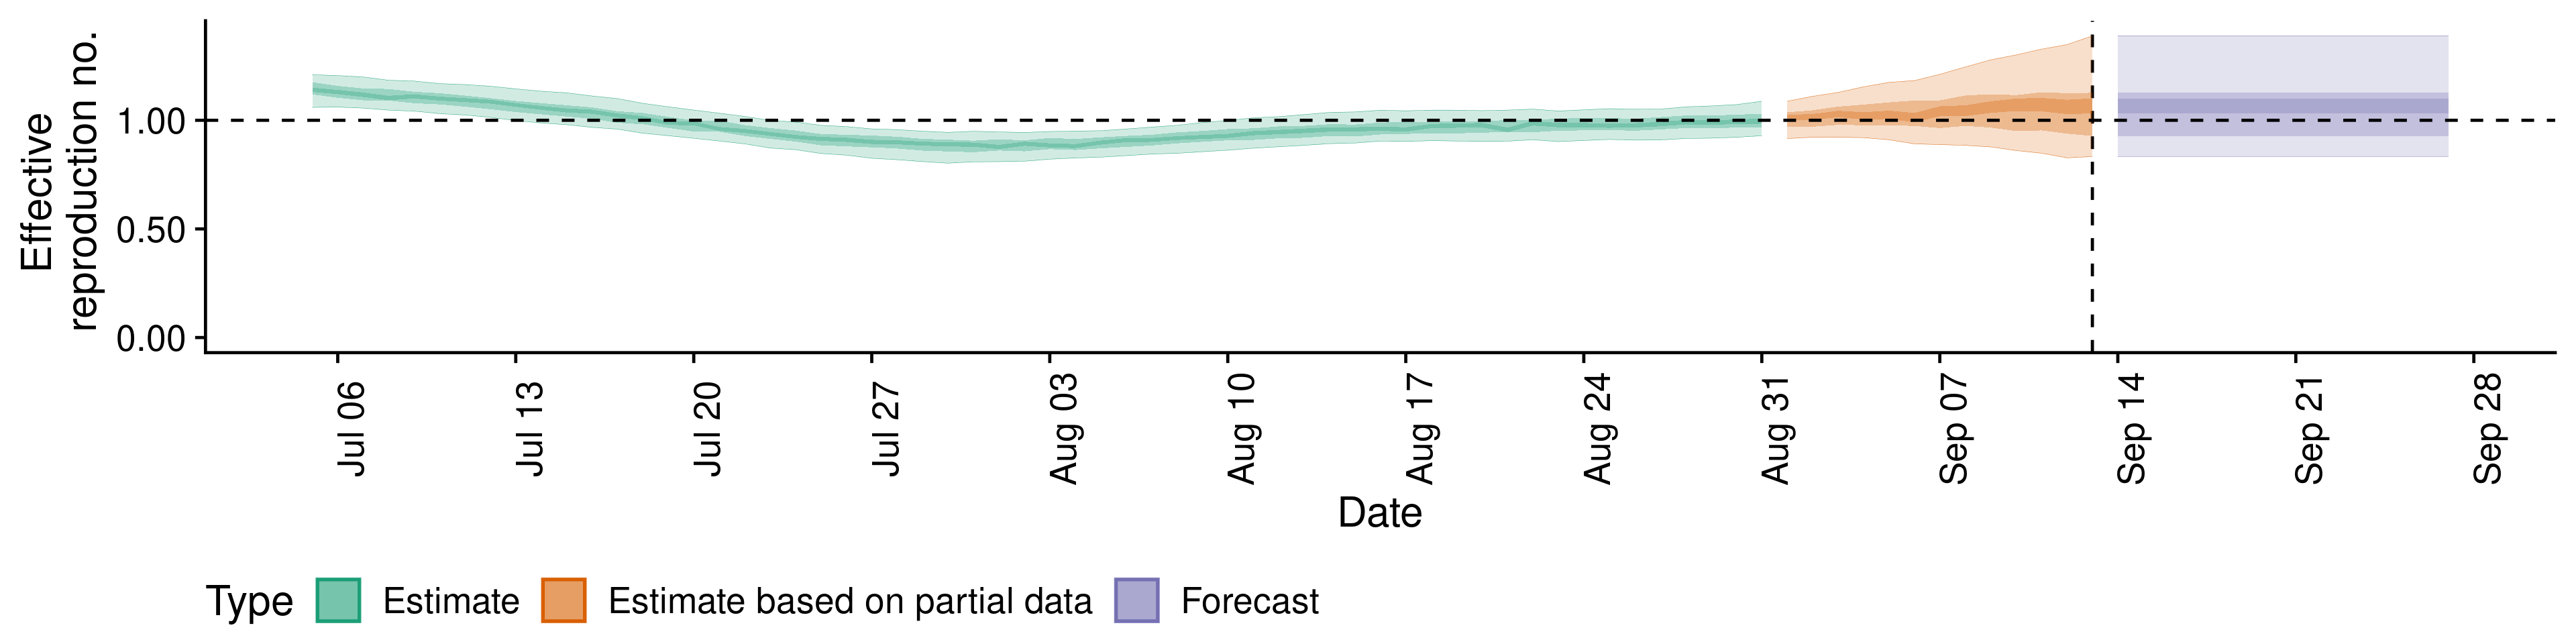 Effective
reproduction no.
1.00
0.50
0.00
Jul 06
Jul 13
Jul 20
Jul 27
Aug 03
Aug 10
Aug 17
Aug 24
Aug 31
Sep 07
Sep 14
Sep 21
Sep 28
Date
Type Estimate Estimate based on partial data Forecast